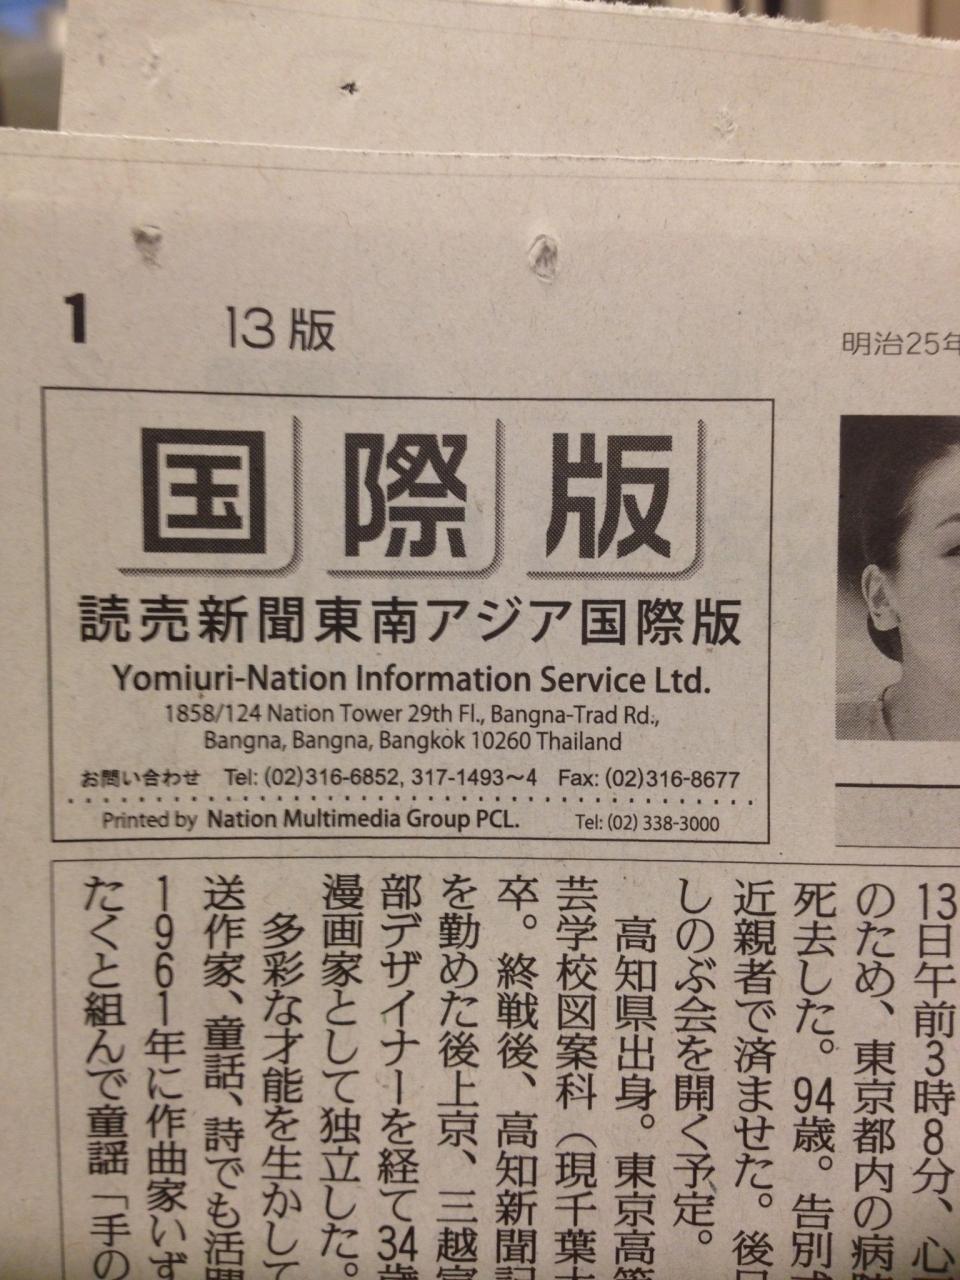 1
13版
明治25年
国際版
読売新聞東南アジア国際版
Yomiuri-Nation Information Service Ltd.
1858/124 Nation Tower 29th Fl., Bangna-Trad Rd.,
Bangna, Bangna, Bangkok 10260 Thailand
お問い合わせ Tel: (02)316-6852, 317-1493～4 Fax: (02)316-8677
Printed by Nation Multimedia Group PCL. Tel: (02) 338-3000
13日午前3時8分、心
のため、東京都内の病
死去した。94歳。告別
近親者で済ませた。後日
しのぶ会を開く予定。
高知県出身。東京高等
芸学校図案科（現千葉大
卒。終戦後、高知新聞記
を勤めた後上京、三越宣
部デザイナーを経て34歳
漫画家として独立した。
多彩な才能を生かして
送作家、童話、詩でも活躍
1961年に作曲家いず
たくと組んで童謡「手の